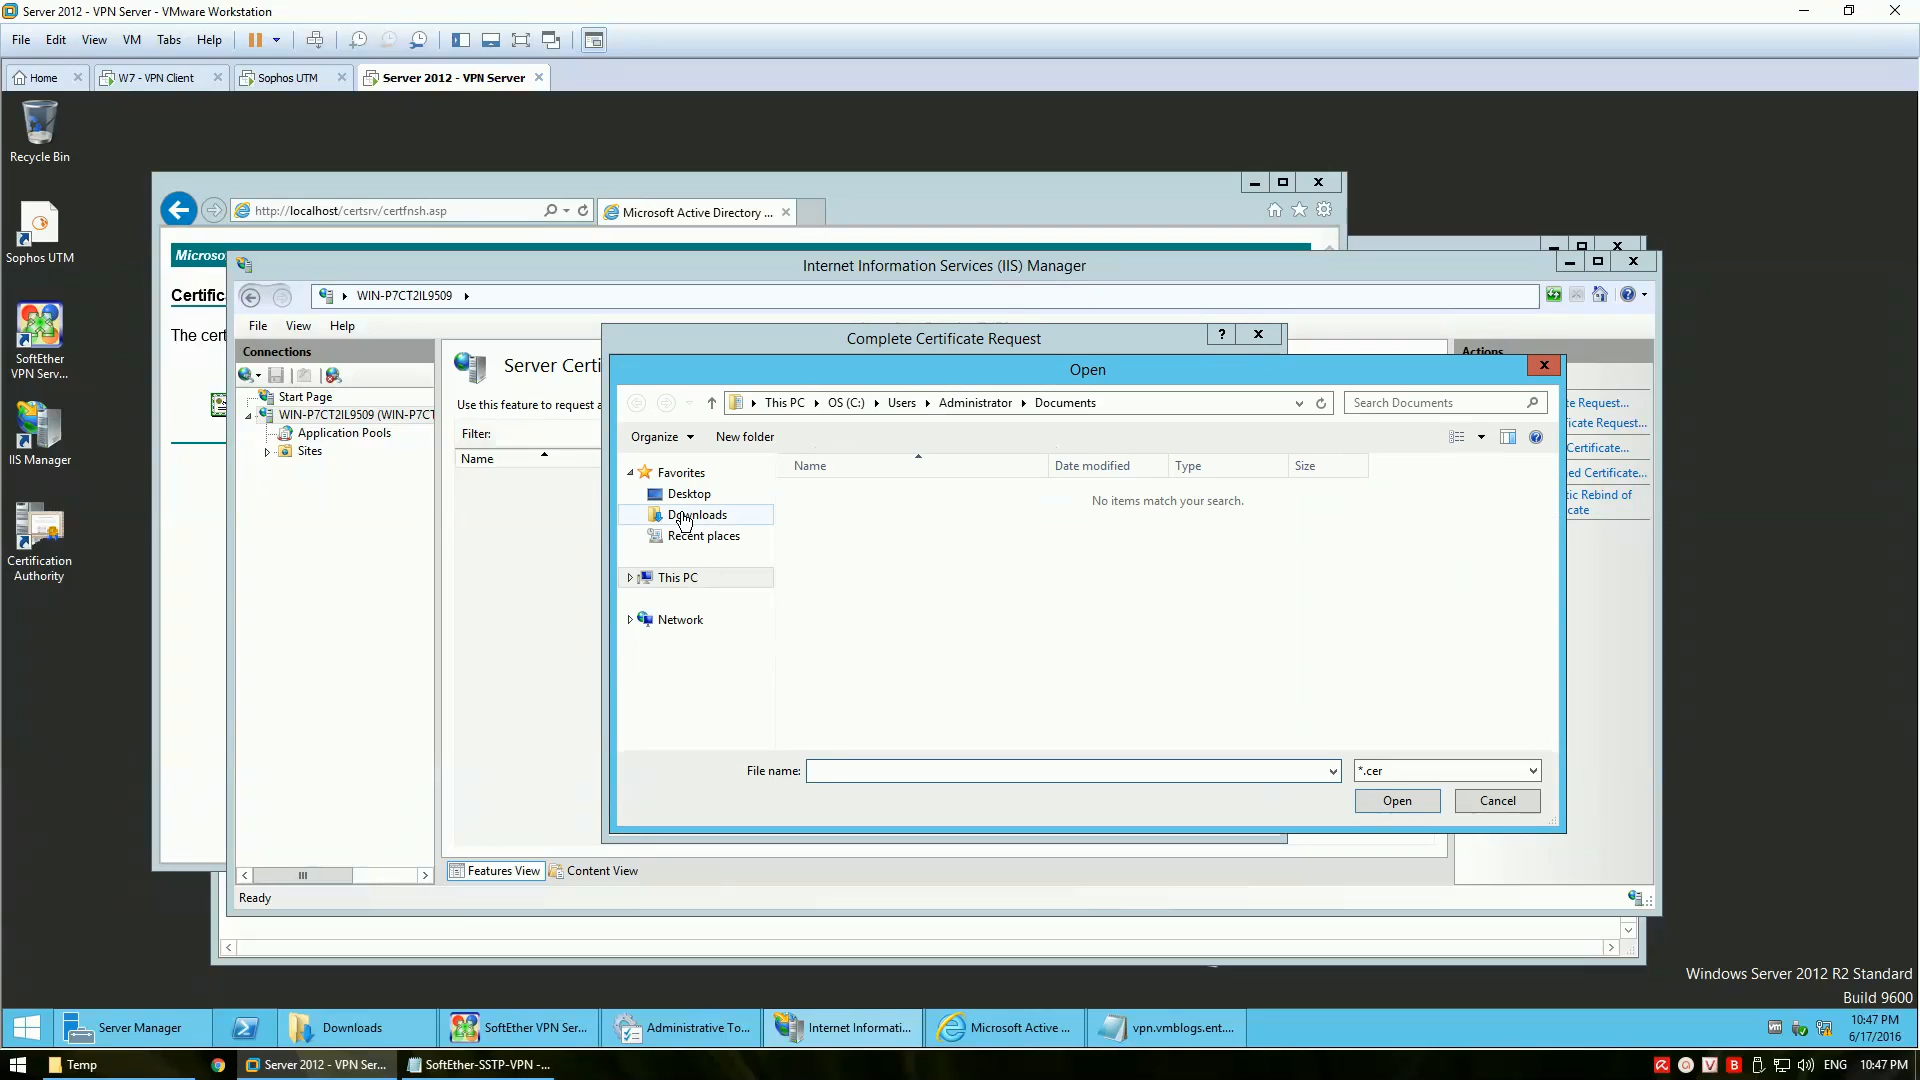 Server 2012 - VPN Server - VMware Workstation
File Edit View VM Tabs Help
Home
W7 - VPN Client
Sophos UTM
Server 2012 - VPN Server
Recycle Bin
Sophos UTM
SoftEther
VPN Serv...
IIS Manager
Certification
Authority
http://localhost/certsrv/certfnsh.asp
Microsoft Active Directory ...
Microso
Certific
The cert
Internet Information Services (IIS) Manager
WIN-P7CT2IL9509
File View Help
Connections
Start Page
WIN-P7CT2IL9509 (WIN-P7CT
Application Pools
Sites
Server Certi
Use this feature to request a
Filter:
Name
Complete Certificate Request
?
Actions
te Request...
ficate Request...
Certificate...
ed Certificate...
tic Rebind of
cate
Open
This PC OS (C:) Users Administrator Documents
Search Documents
Organize New folder
Favorites
Desktop
Downloads
Recent places
This PC
Network
Name Date modified Type Size
No items match your search.
File name:
*.cer
Open Cancel
Features View Content View
Ready
Windows Server 2012 R2 Standard
Build 9600
Server Manager
Downloads
SoftEther VPN Ser...
Administrative To...
Internet Informati...
Microsoft Active ...
vpn.vmblogs.ent....
10:47 PM
6/17/2016
Temp
Server 2012 - VPN Ser...
SoftEther-SSTP-VPN -...
ENG
10:47 PM